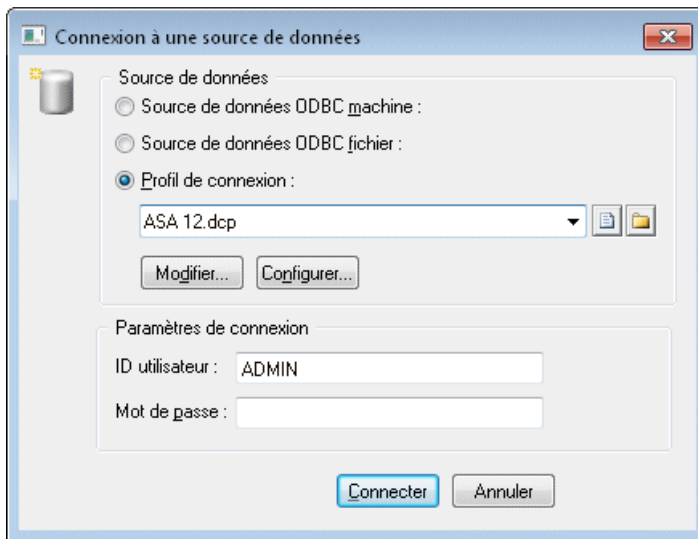 Connexion à une source de données
Source de données
Source de données ODBC machine :
Source de données ODBC fichier :
Profil de connexion :
ASA 12.dcp
Modifier... Configurer...
Paramètres de connexion
ID utilisateur : ADMIN
Mot de passe :
Connecter Annuler